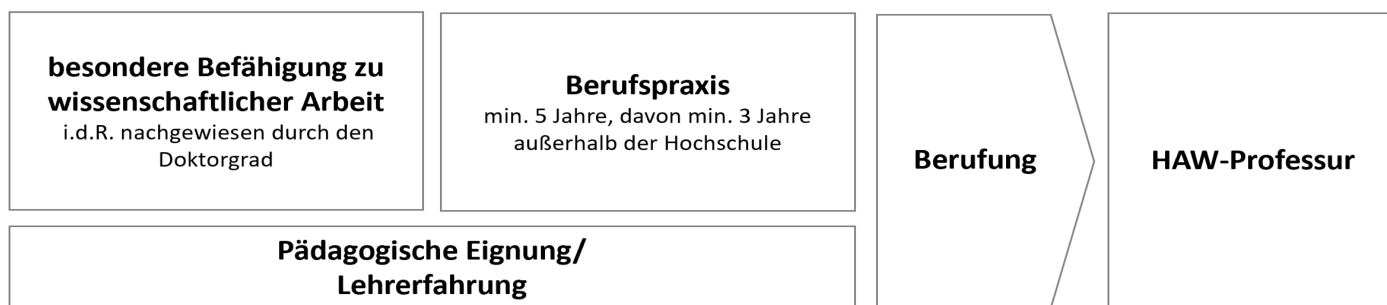 besondere Befähigung zu
wissenschaftlicher Arbeit
i.d.R. nachgewiesen durch den
Doktorgrad
Berufspraxis
min. 5 Jahre, davon min. 3 Jahre
außerhalb der Hochschule
Pädagogische Eignung/
Lehrerfahrung
Berufung
HAW-Professur